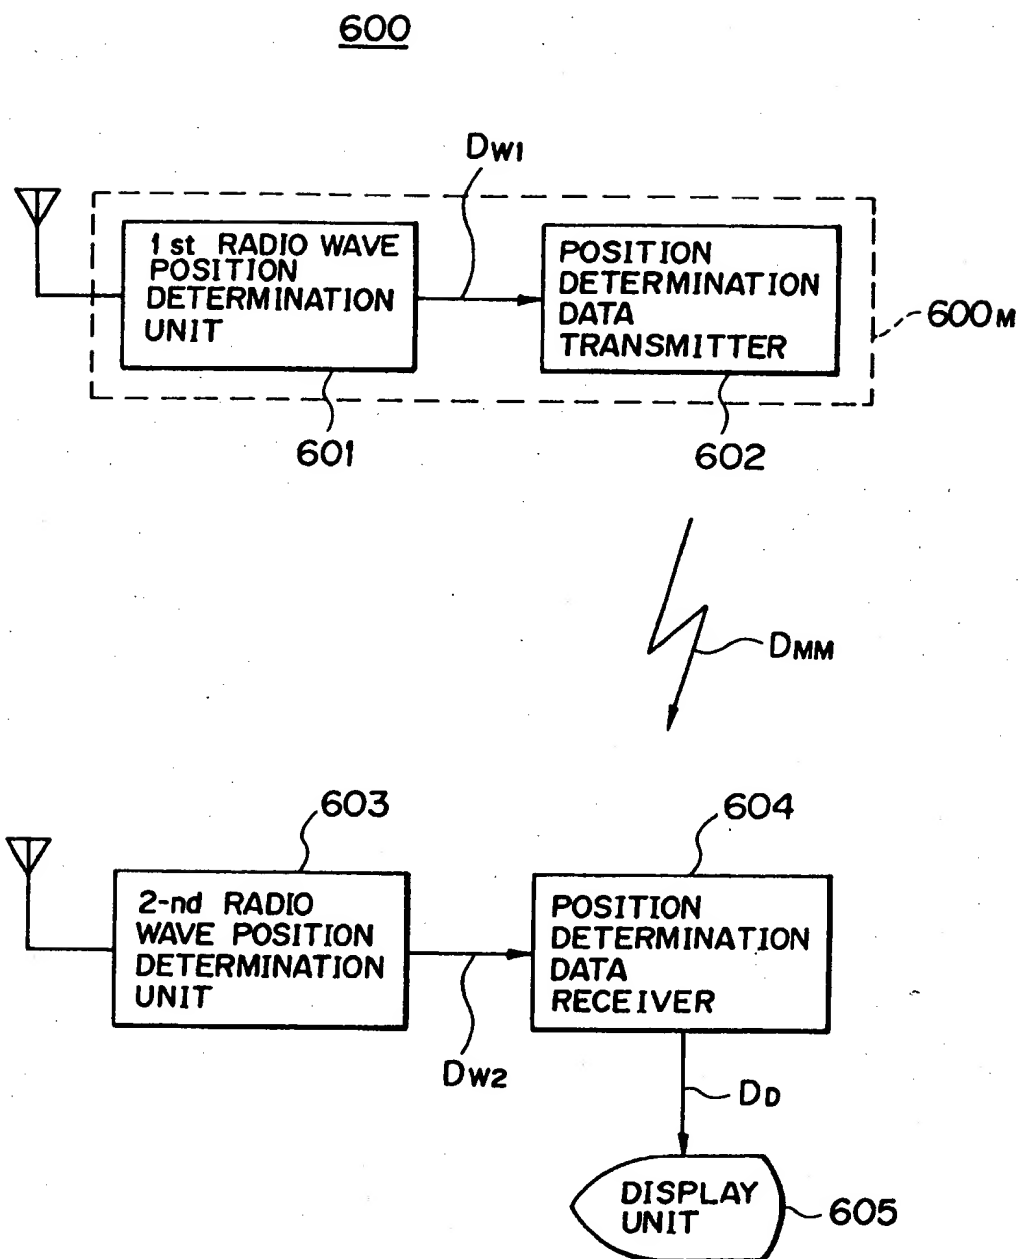 600
DW1
1st RADIO WAVE
POSITION
DETERMINATION
UNIT
POSITION
DETERMINATION
DATA
TRANSMITTER
600M
601
602
DMM
603
604
2-nd RADIO
WAVE POSITION
DETERMINATION
UNIT
POSITION
DETERMINATION
DATA
RECEIVER
DW2
DD
DISPLAY
UNIT
605